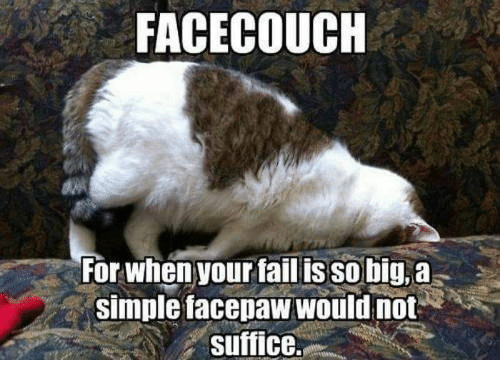 FACECOUCH
For when your fail is so big, a
simple facepaw would not
suffice.